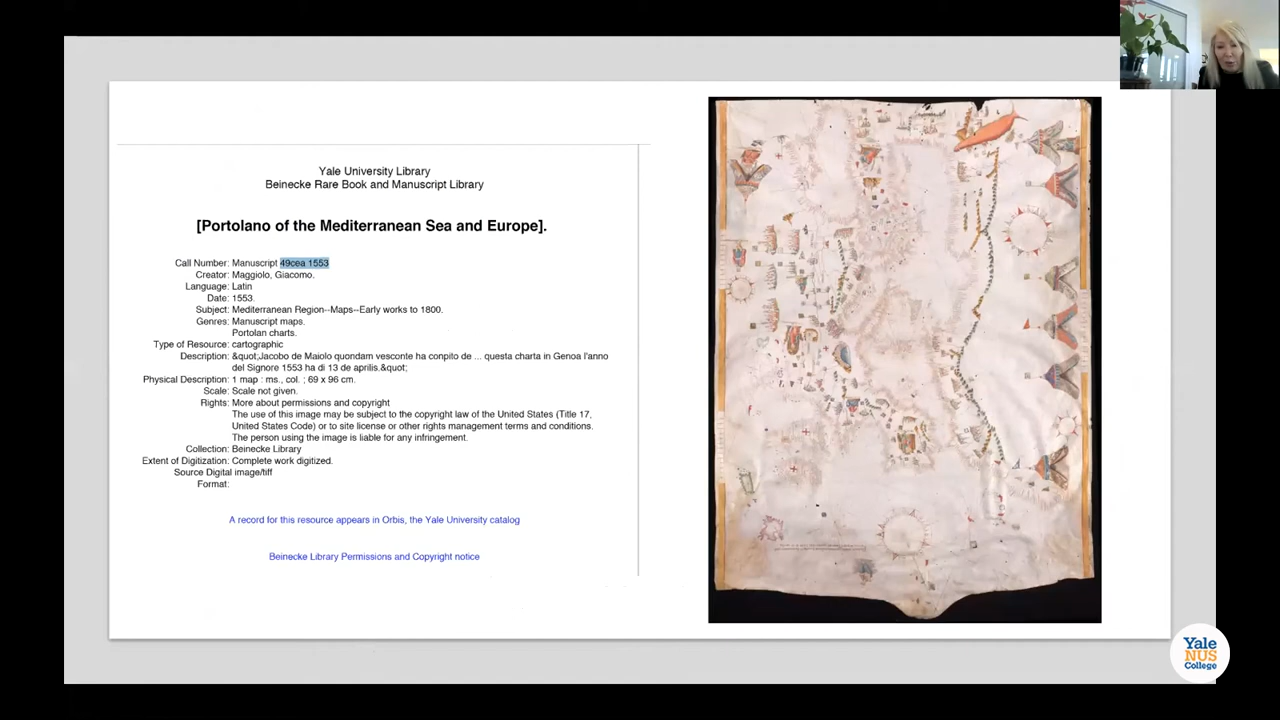 Yale University Library
Beinecke Rare Book and Manuscript Library
[Portolano of the Mediterranean Sea and Europe].
Call Number: Manuscript 49cea 1553
Creator: Maggiolo, Giacomo.
Language: Latin
Date: 1553.
Subject: Mediterranean Region--Maps--Early works to 1800.
Genres: Manuscript maps.
Portolan charts.
Type of Resource: cartographic
Description: &quot;Jacobo de Maiolo quondam vesconte ha conpito de ... questa charta in Genoa l'anno
del Signore 1553 ha di 13 de aprilis.&quot;
Physical Description: 1 map : ms., col. ; 69 x 96 cm.
Scale: Scale not given.
Rights: More about permissions and copyright
The use of this image may be subject to the copyright law of the United States (Title 17,
United States Code) or to site license or other rights management terms and conditions.
The person using the image is liable for any infringement.
Collection: Beinecke Library
Extent of Digitization: Complete work digitized.
Source Digital image/tiff
Format:
A record for this resource appears in Orbis, the Yale University catalog
Beinecke Library Permissions and Copyright notice
Yale
NUS
College